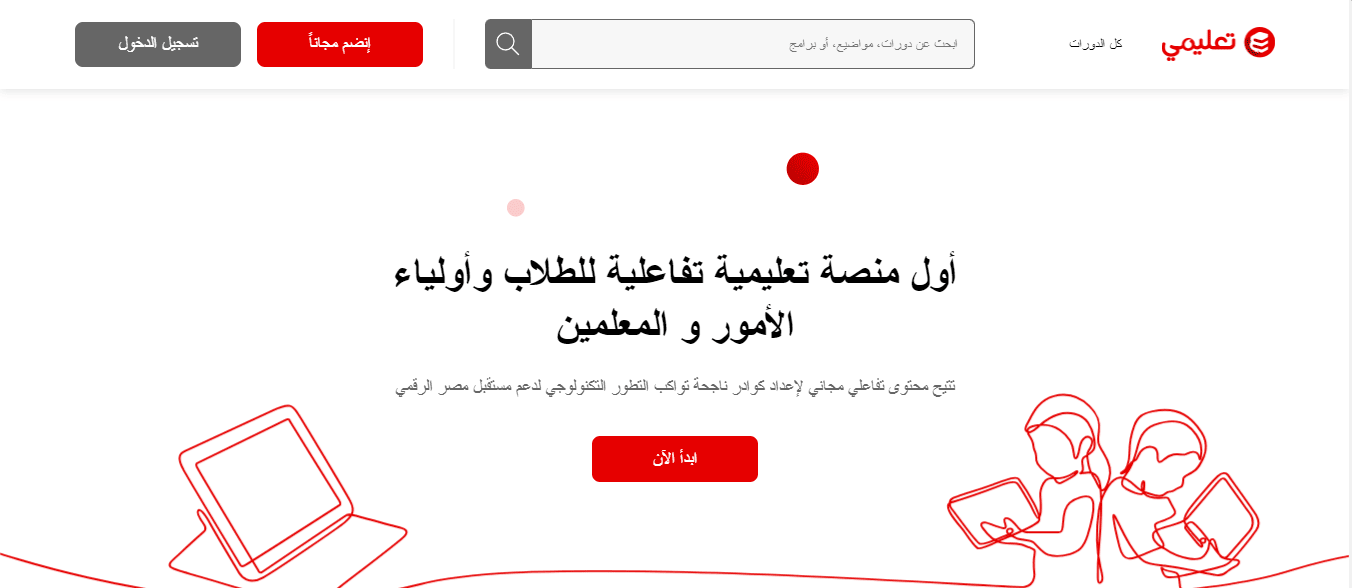 تعليمي
كل الدورات
ابحث عن دورات، مواضيع، أو برامج
إنضم مجاناً
تسجيل الدخول
أول منصة تعليمية تفاعلية للطلاب وأولياء
الأمور و المعلمين
تتيح محتوى تفاعلي مجاني لإعداد كوادر ناجحة تواكب التطور التكنولوجي لدعم مستقبل مصر الرقمي
ابدأ الآن